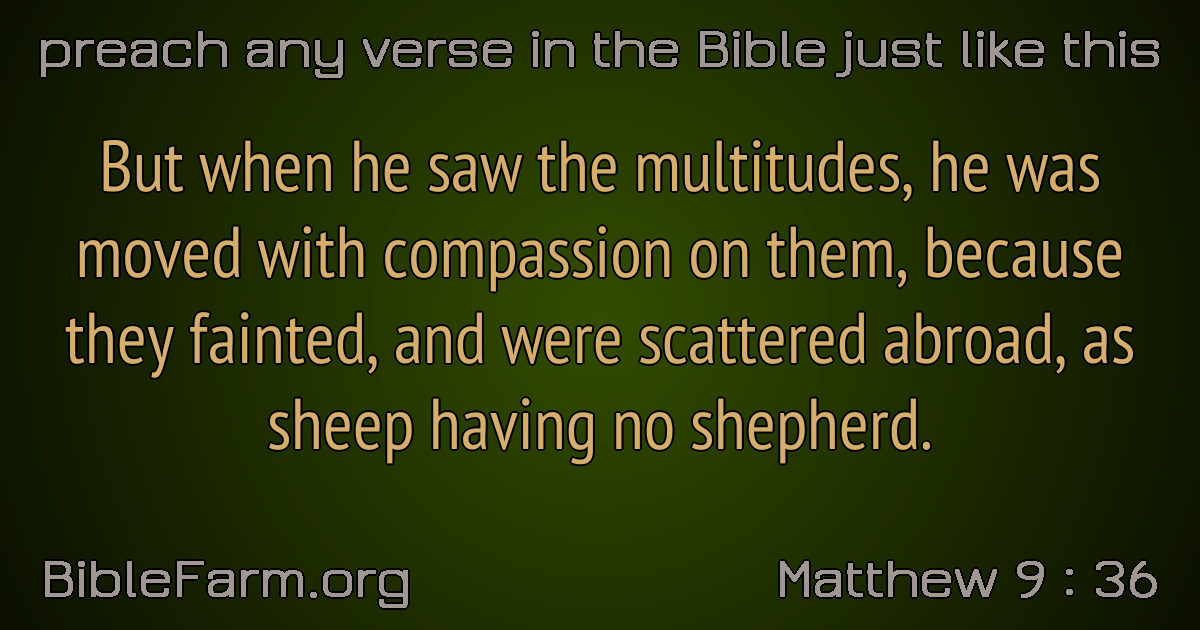 preach any verse in the Bible just like this
But when he saw the multitudes, he was
moved with compassion on them, because
they fainted, and were scattered abroad, as
sheep having no shepherd.
BibleFarm.org
Matthew 9 : 36